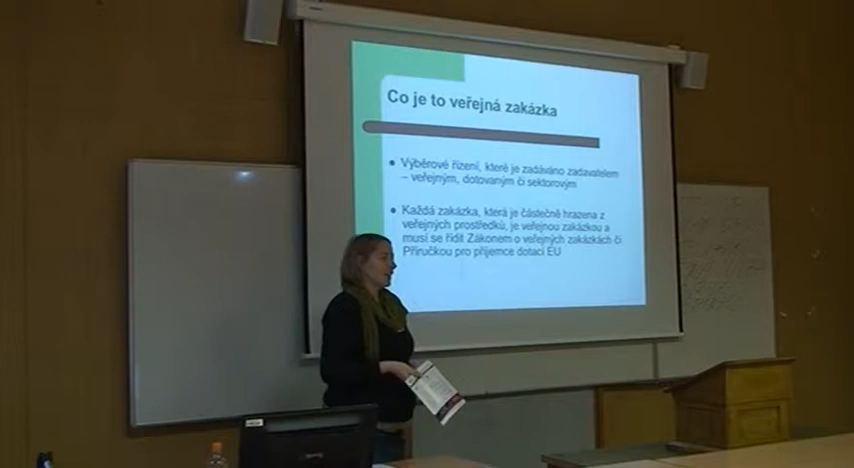 Co je to veřejná zakázka
• Výběrové řízení, které je zadáváno zadavatelem
– veřejným, dotovaným či sektorovým
• Každá zakázka, která je částečně hrazena z
veřejných prostředků, je veřejnou zakázkou a
musí se řídit Zákonem o veřejných zakázkách či
Příručkou pro příjemce dotací EU